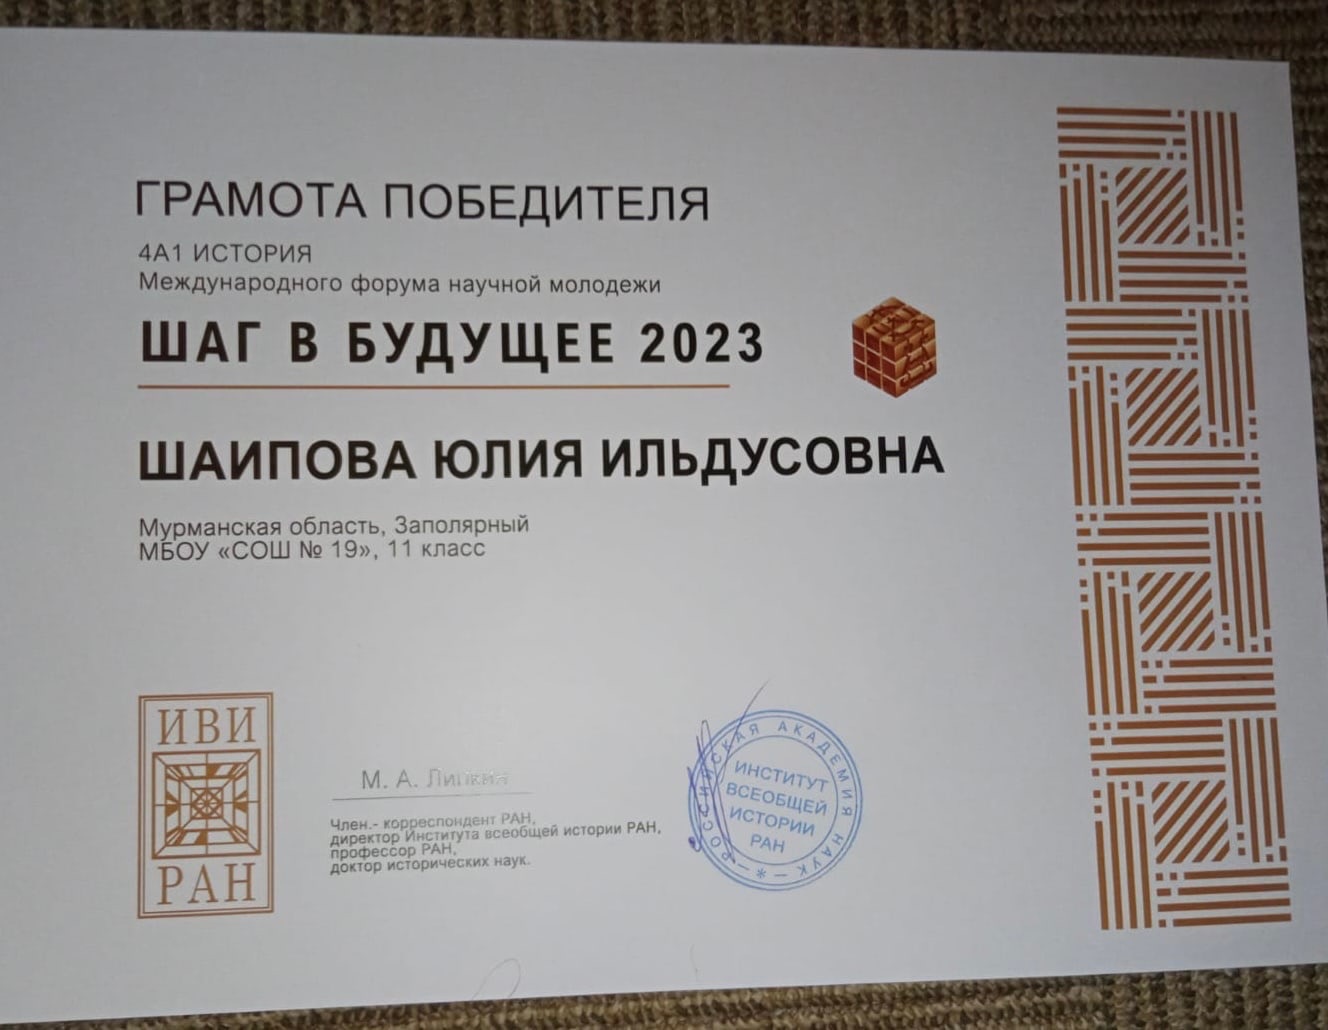 ГРАМОТА ПОБЕДИТЕЛЯ
4А1 ИСТОРИЯ
Международного форума научной молодежи
ШАГ В БУДУЩЕЕ 2023
ШАИПОВА ЮЛИЯ ИЛЬДУСОВНА
Мурманская область, Заполярный
МБОУ «СОШ № 19», 11 класс
ИВИ
РАН
М. А. Липкин
Член.- корреспондент РАН,
директор Института всеобщей истории РАН,
профессор РАН,
доктор исторических наук.
РОССИЙСКАЯ АКАДЕМИЯ НАУК
ИНСТИТУТ
ВСЕОБЩЕЙ
ИСТОРИИ
РАН